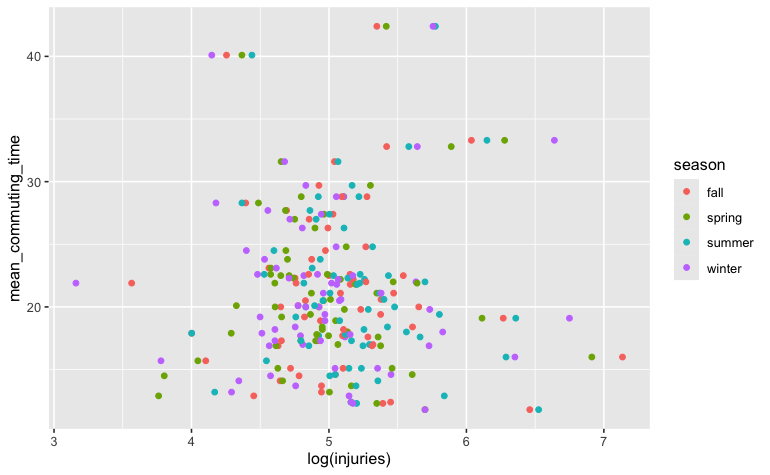 40
30
20
mean_commuting_time
3 4 5 6 7
log(injuries)
season
fall
spring
summer
winter